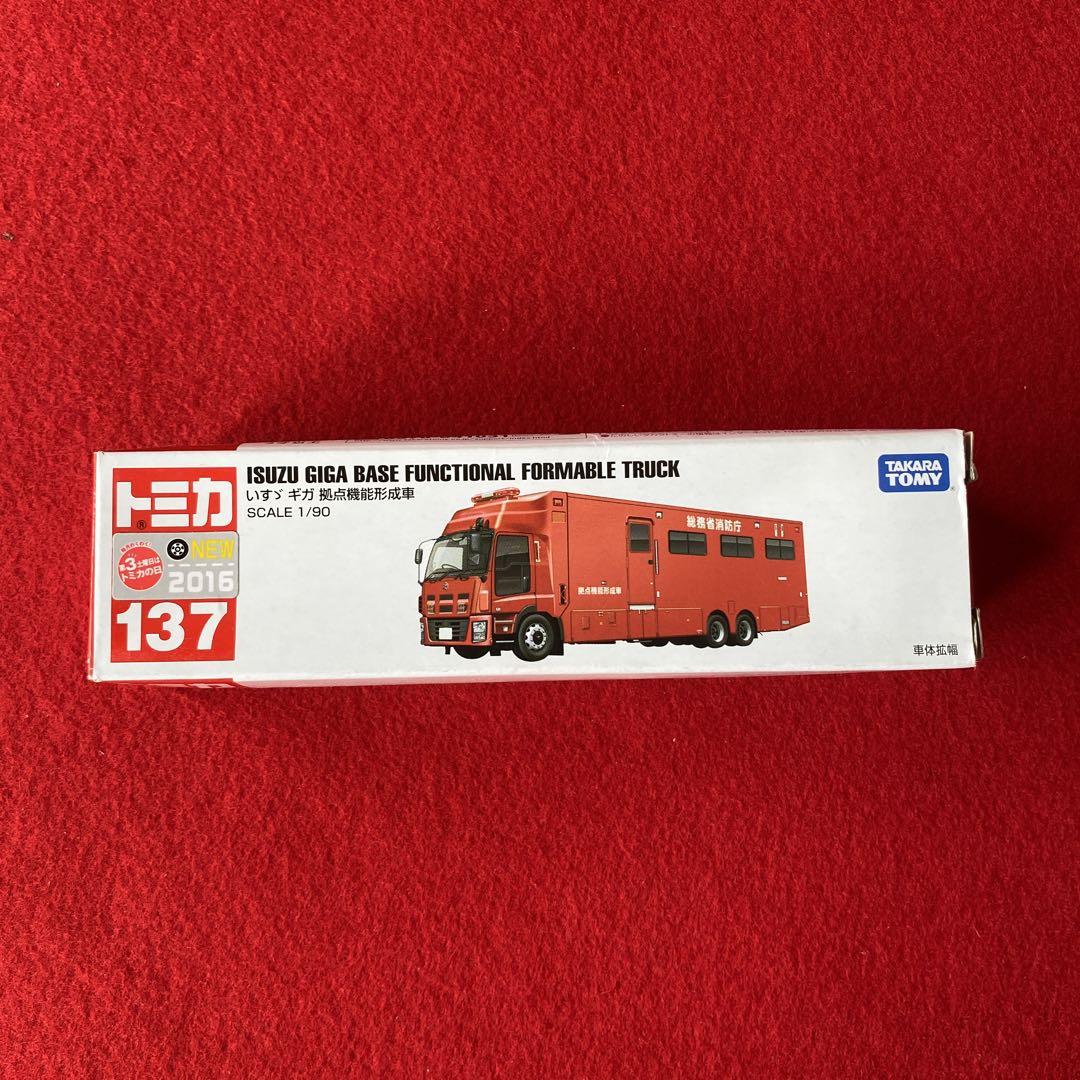 ISUZU GIGA BASE FUNCTIONAL FORMABLE TRUCK
いすゞ ギガ 拠点機能形成車
SCALE 1/90
トミカ
®
NEW
2016
第3土曜日は
トミカの日
137
TAKARA
TOMY
総務省消防庁
拠点機能形成車
車体拡幅